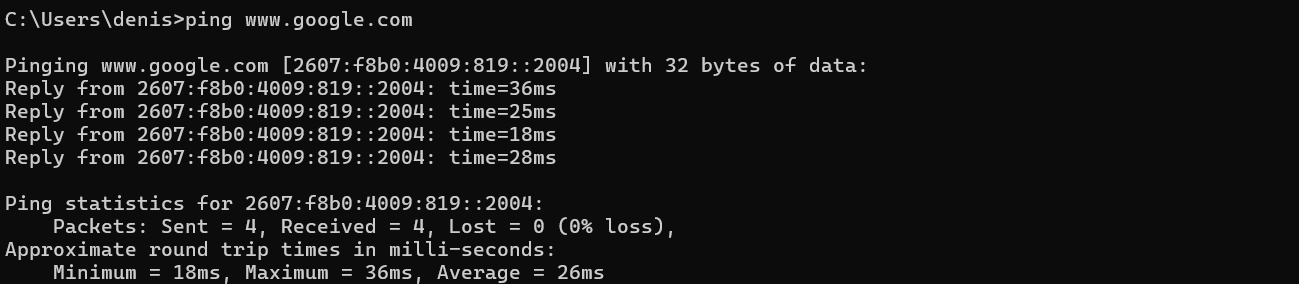 C:\Users\denis>ping www.google.com
Pinging www.google.com [2607:f8b0:4009:819::2004] with 32 bytes of data:
Reply from 2607:f8b0:4009:819::2004: time=36ms
Reply from 2607:f8b0:4009:819::2004: time=25ms
Reply from 2607:f8b0:4009:819::2004: time=18ms
Reply from 2607:f8b0:4009:819::2004: time=28ms
Ping statistics for 2607:f8b0:4009:819::2004:
    Packets: Sent = 4, Received = 4, Lost = 0 (0% loss),
Approximate round trip times in milli-seconds:
    Minimum = 18ms, Maximum = 36ms, Average = 26ms